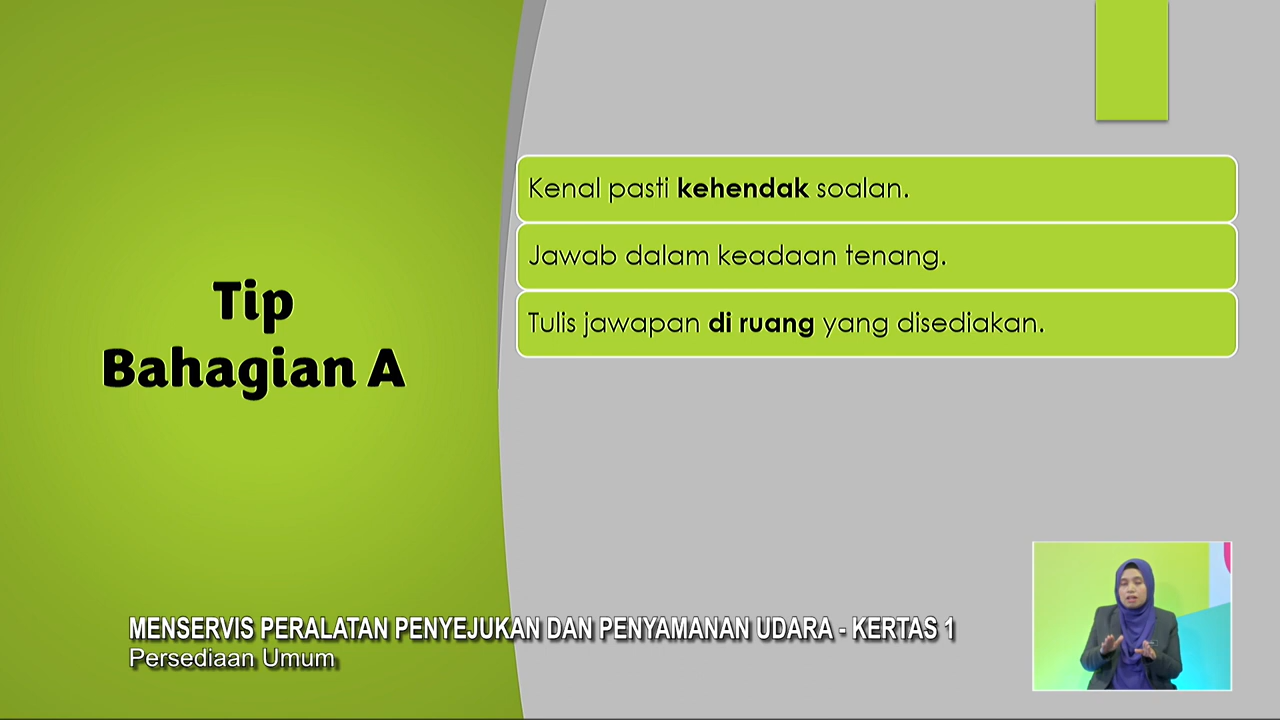 Tip
Bahagian A
Kenal pasti kehendak soalan.
Jawab dalam keadaan tenang.
Tulis jawapan di ruang yang disediakan.
MENSERVIS PERALATAN PENYEJUKAN DAN PENYAMANAN UDARA - KERTAS 1
Persediaan Umum